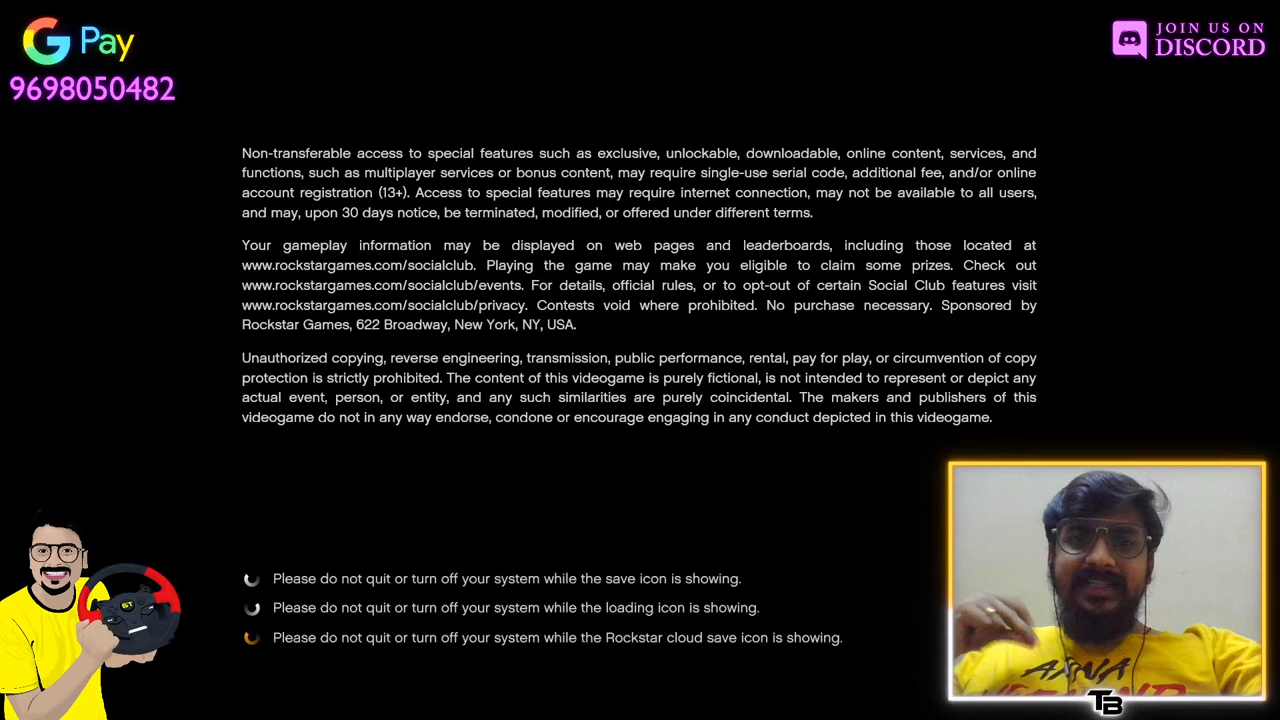 G Pay
9698050482
JOIN US ON
DISCORD
Non-transferable access to special features such as exclusive, unlockable, downloadable, online content, services, and
functions, such as multiplayer services or bonus content, may require single-use serial code, additional fee, and/or online
account registration (13+). Access to special features may require internet connection, may not be available to all users,
and may, upon 30 days notice, be terminated, modified, or offered under different terms.
Your gameplay information may be displayed on web pages and leaderboards, including those located at
www.rockstargames.com/socialclub. Playing the game may make you eligible to claim some prizes. Check out
www.rockstargames.com/socialclub/events. For details, official rules, or to opt-out of certain Social Club features visit
www.rockstargames.com/socialclub/privacy. Contests void where prohibited. No purchase necessary. Sponsored by
Rockstar Games, 622 Broadway, New York, NY, USA.
Unauthorized copying, reverse engineering, transmission, public performance, rental, pay for play, or circumvention of copy
protection is strictly prohibited. The content of this videogame is purely fictional, is not intended to represent or depict any
actual event, person, or entity, and any such similarities are purely coincidental. The makers and publishers of this
videogame do not in any way endorse, condone or encourage engaging in any conduct depicted in this videogame.
Please do not quit or turn off your system while the save icon is showing.
Please do not quit or turn off your system while the loading icon is showing.
Please do not quit or turn off your system while the Rockstar cloud save icon is showing.
TB